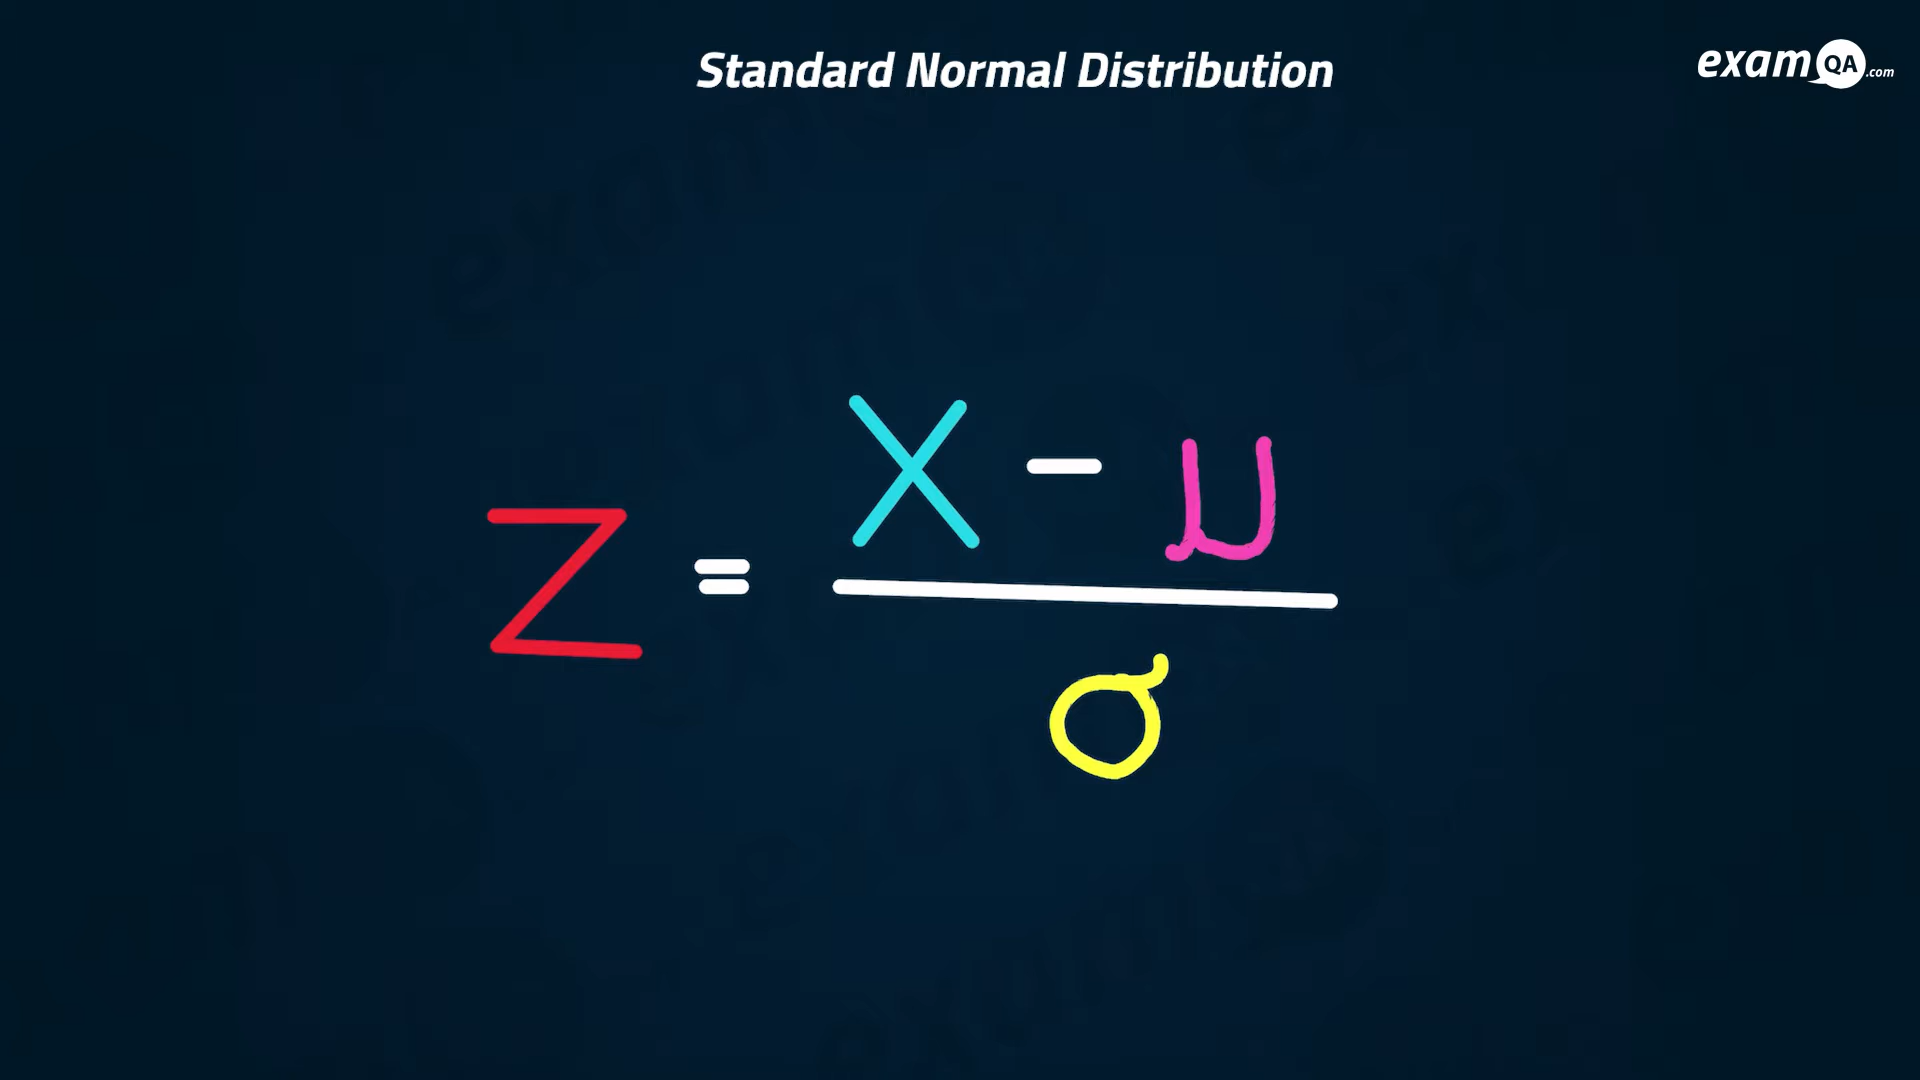 Standard Normal Distribution
examQA.com
Z = X - μ
σ